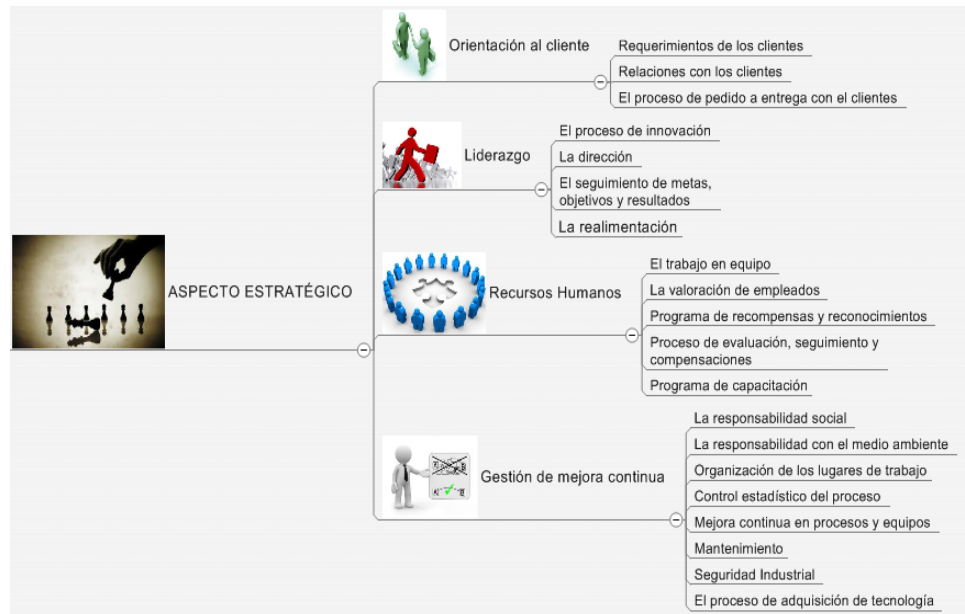 Orientación al cliente
Requerimientos de los clientes
Relaciones con los clientes
El proceso de pedido a entrega con el clientes
Liderazgo
El proceso de innovación
La dirección
El seguimiento de metas,
objetivos y resultados
La realimentación
ASPECTO ESTRATÉGICO
Recursos Humanos
El trabajo en equipo
La valoración de empleados
Programa de recompensas y reconocimientos
Proceso de evaluación, seguimiento y
compensaciones
Programa de capacitación
Gestión de mejora continua
La responsabilidad social
La responsabilidad con el medio ambiente
Organización de los lugares de trabajo
Control estadístico del proceso
Mejora continua en procesos y equipos
Mantenimiento
Seguridad Industrial
El proceso de adquisición de tecnología